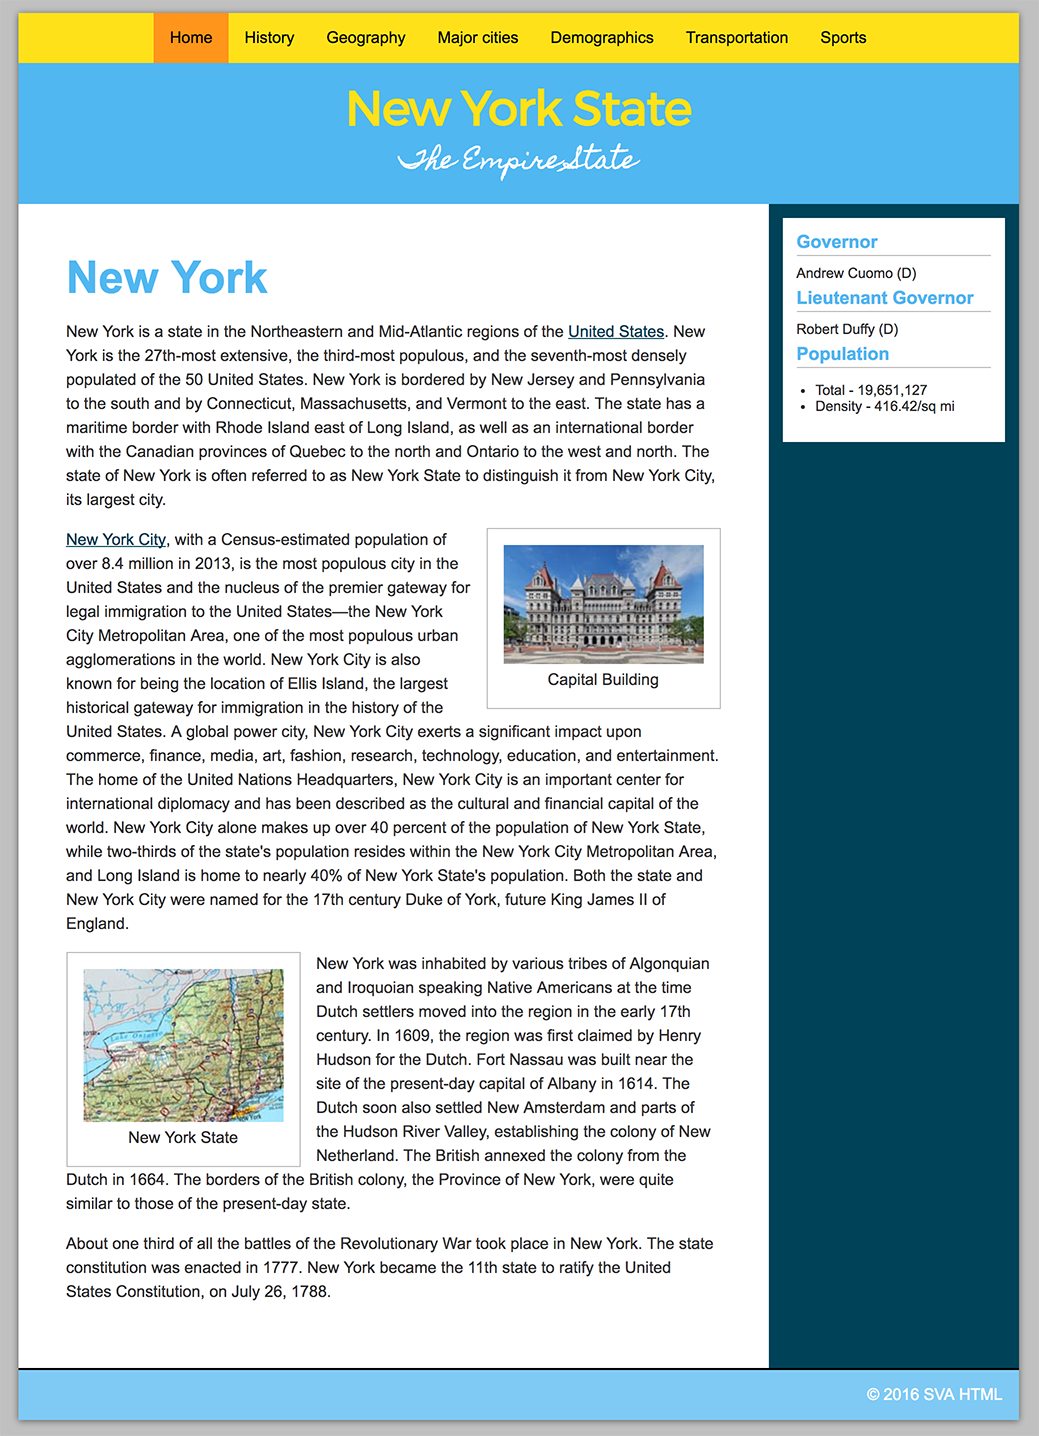 Home History Geography Major cities Demographics Transportation Sports
New York State
The Empire State
New York
New York is a state in the Northeastern and Mid-Atlantic regions of the United States. New
York is the 27th-most extensive, the third-most populous, and the seventh-most densely
populated of the 50 United States. New York is bordered by New Jersey and Pennsylvania
to the south and by Connecticut, Massachusetts, and Vermont to the east. The state has a
maritime border with Rhode Island east of Long Island, as well as an international border
with the Canadian provinces of Quebec to the north and Ontario to the west and north. The
state of New York is often referred to as New York State to distinguish it from New York City,
its largest city.
New York City, with a Census-estimated population of
over 8.4 million in 2013, is the most populous city in the
United States and the nucleus of the premier gateway for
legal immigration to the United States—the New York
City Metropolitan Area, one of the most populous urban
agglomerations in the world. New York City is also
known for being the location of Ellis Island, the largest
historical gateway for immigration in the history of the
United States. A global power city, New York City exerts a significant impact upon
commerce, finance, media, art, fashion, research, technology, education, and entertainment.
The home of the United Nations Headquarters, New York City is an important center for
international diplomacy and has been described as the cultural and financial capital of the
world. New York City alone makes up over 40 percent of the population of New York State,
while two-thirds of the state's population resides within the New York City Metropolitan Area,
and Long Island is home to nearly 40% of New York State's population. Both the state and
New York City were named for the 17th century Duke of York, future King James II of
England.
Capital Building
PENNSYLVANIA
New York
New York State
New York was inhabited by various tribes of Algonquian
and Iroquoian speaking Native Americans at the time
Dutch settlers moved into the region in the early 17th
century. In 1609, the region was first claimed by Henry
Hudson for the Dutch. Fort Nassau was built near the
site of the present-day capital of Albany in 1614. The
Dutch soon also settled New Amsterdam and parts of
the Hudson River Valley, establishing the colony of New
Netherland. The British annexed the colony from the
Dutch in 1664. The borders of the British colony, the Province of New York, were quite
similar to those of the present-day state.
About one third of all the battles of the Revolutionary War took place in New York. The state
constitution was enacted in 1777. New York became the 11th state to ratify the United
States Constitution, on July 26, 1788.
Governor
Andrew Cuomo (D)
Lieutenant Governor
Robert Duffy (D)
Population
• Total - 19,651,127
• Density - 416.42/sq mi
© 2016 SVA HTML